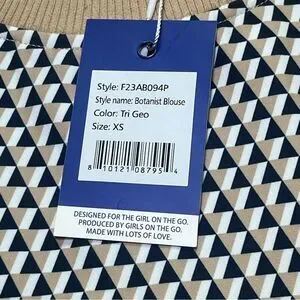 Style: F23AB094P
Style name: Botanist Blouse
Color: Tri Geo
Size: XS
8 10121 08795 4
DESIGNED FOR THE GIRL ON THE GO.
PRODUCED BY GIRLS ON THE GO.
MADE WITH LOTS OF LOVE.